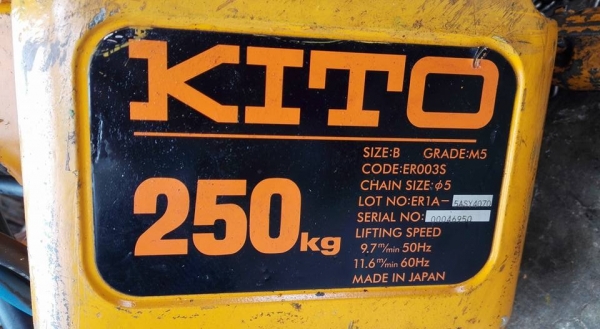 KITO
250kg
SIZE:B GRADE:M5
CODE:ER003S
CHAIN SIZE:φ5
LOT NO:ER1A-5ASY4070
SERIAL NO: 00046950
LIFTING SPEED
9.7m/min 50Hz
11.6m/min 60Hz
MADE IN JAPAN